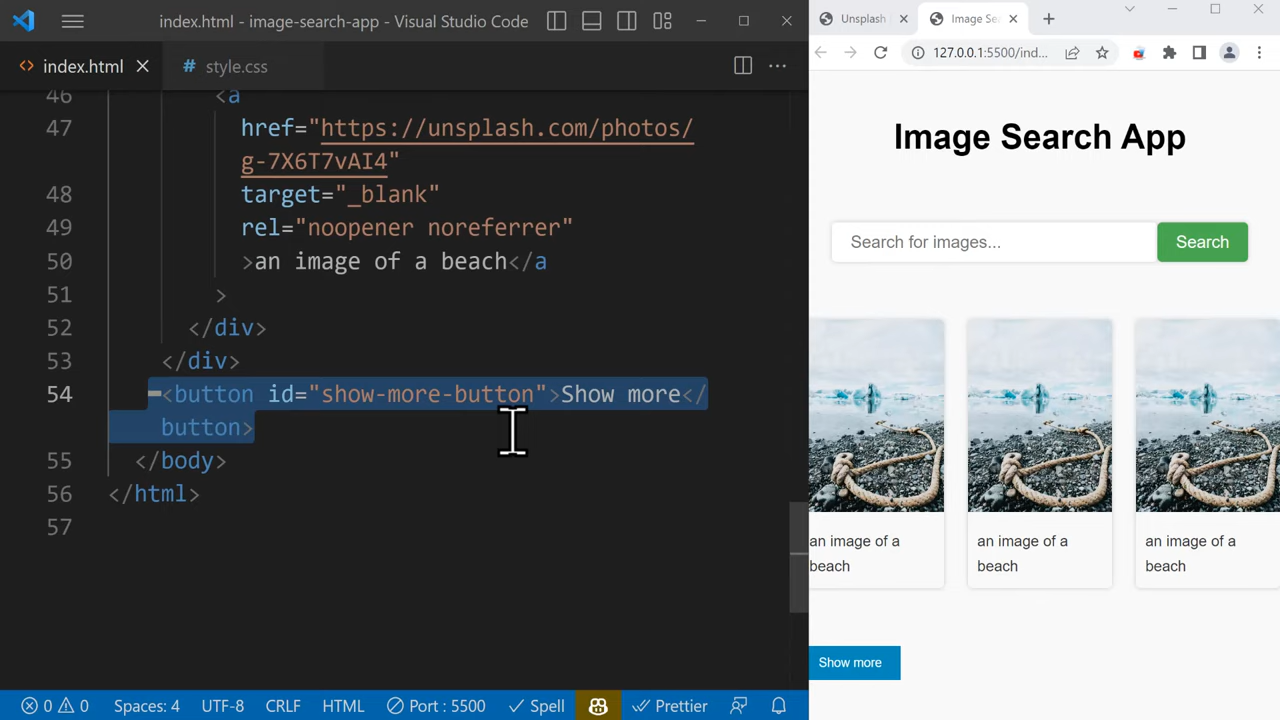 index.html - image-search-app - Visual Studio Code
index.html
style.css
46 <a
47 href="https://unsplash.com/photos/
g-7X6T7vAI4"
48 target="_blank"
49 rel="noopener noreferrer"
50 >an image of a beach</a
51 >
52 </div>
53 </div>
54 <button id="show-more-button">Show more</
button>
55 </body>
56 </html>
57
0 0 Spaces: 4 UTF-8 CRLF HTML Port : 5500 Spell Prettier
Unsplash
Image Sea
127.0.0.1:5500/ind...
Image Search App
Search for images...
Search
an image of a
beach
an image of a
beach
an image of a
beach
Show more